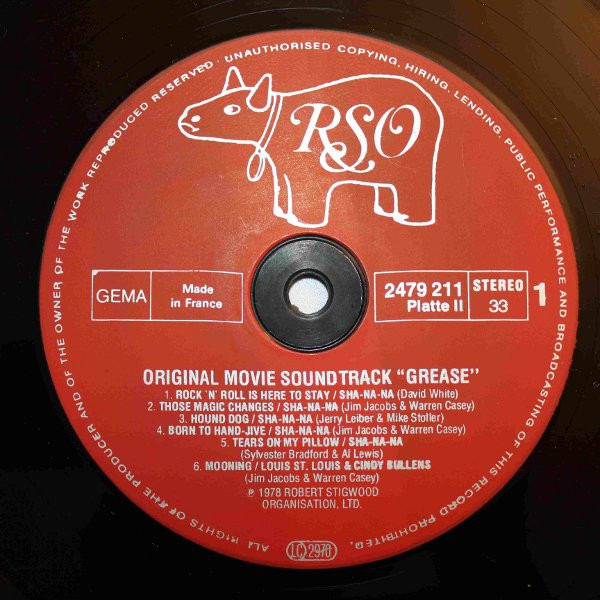 ALL RIGHTS OF THE PRODUCER AND OF THE OWNER OF THE WORK REPRODUCED RESERVED · UNAUTHORISED COPYING, HIRING, LENDING, PUBLIC PERFORMANCE AND BROADCASTING OF THIS RECORD PROHIBITED.
RSO
GEMA
Made
in France
2479 211
Platte II
STEREO
33
1
ORIGINAL MOVIE SOUNDTRACK “GREASE”
1. ROCK 'N' ROLL IS HERE TO STAY / SHA-NA-NA (David White)
2. THOSE MAGIC CHANGES / SHA-NA-NA (Jim Jacobs & Warren Casey)
3. HOUND DOG / SHA-NA-NA (Jerry Leiber & Mike Stoller)
4. BORN TO HAND-JIVE / SHA-NA-NA (Jim Jacobs & Warren Casey)
5. TEARS ON MY PILLOW / SHA-NA-NA
(Sylvester Bradford & Al Lewis)
6. MOONING / LOUIS ST. LOUIS & CINDY BULLENS
(Jim Jacobs & Warren Casey)
℗ 1978 ROBERT STIGWOOD
ORGANISATION, LTD.
LC 2970